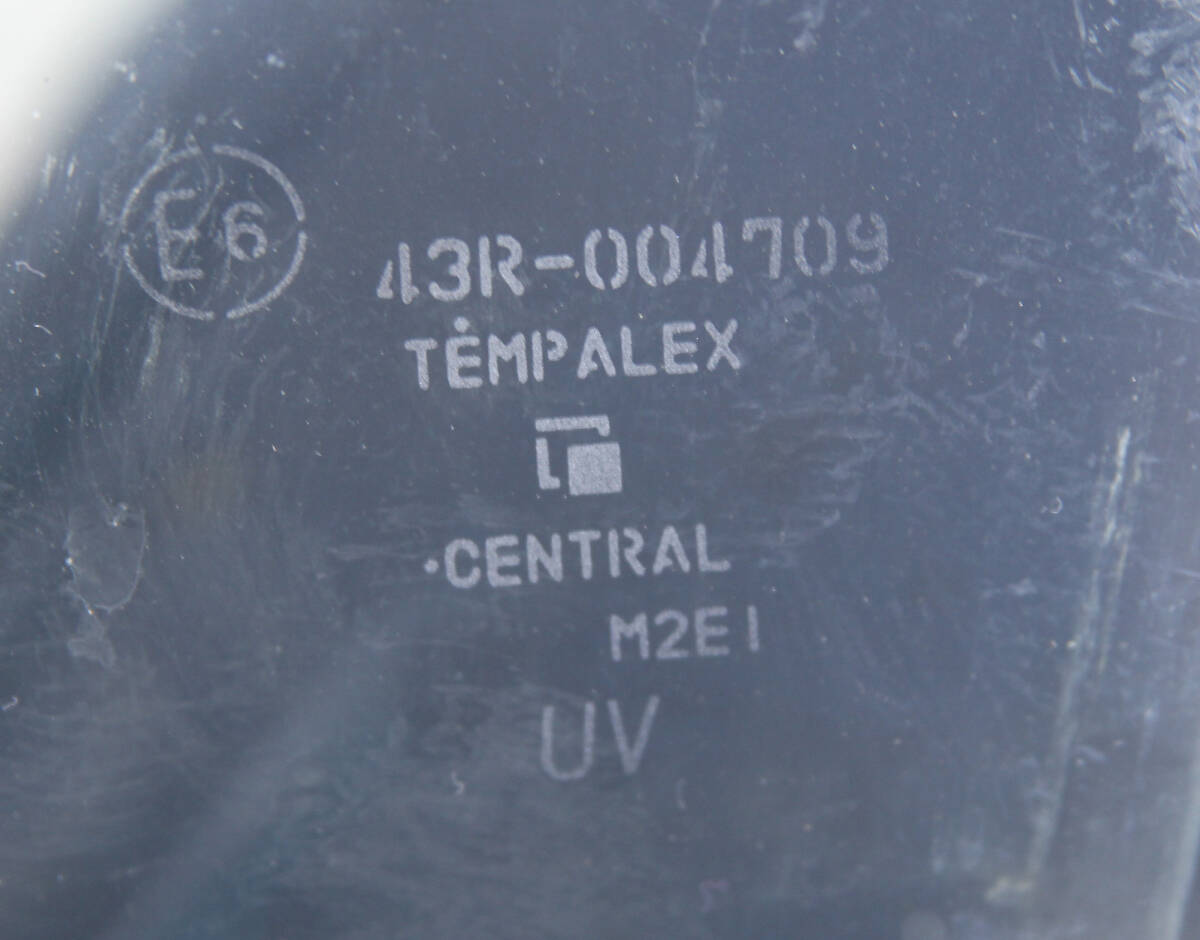 E6
43R-004709
TEMPALEX
·CENTRAL
M2E1
UV